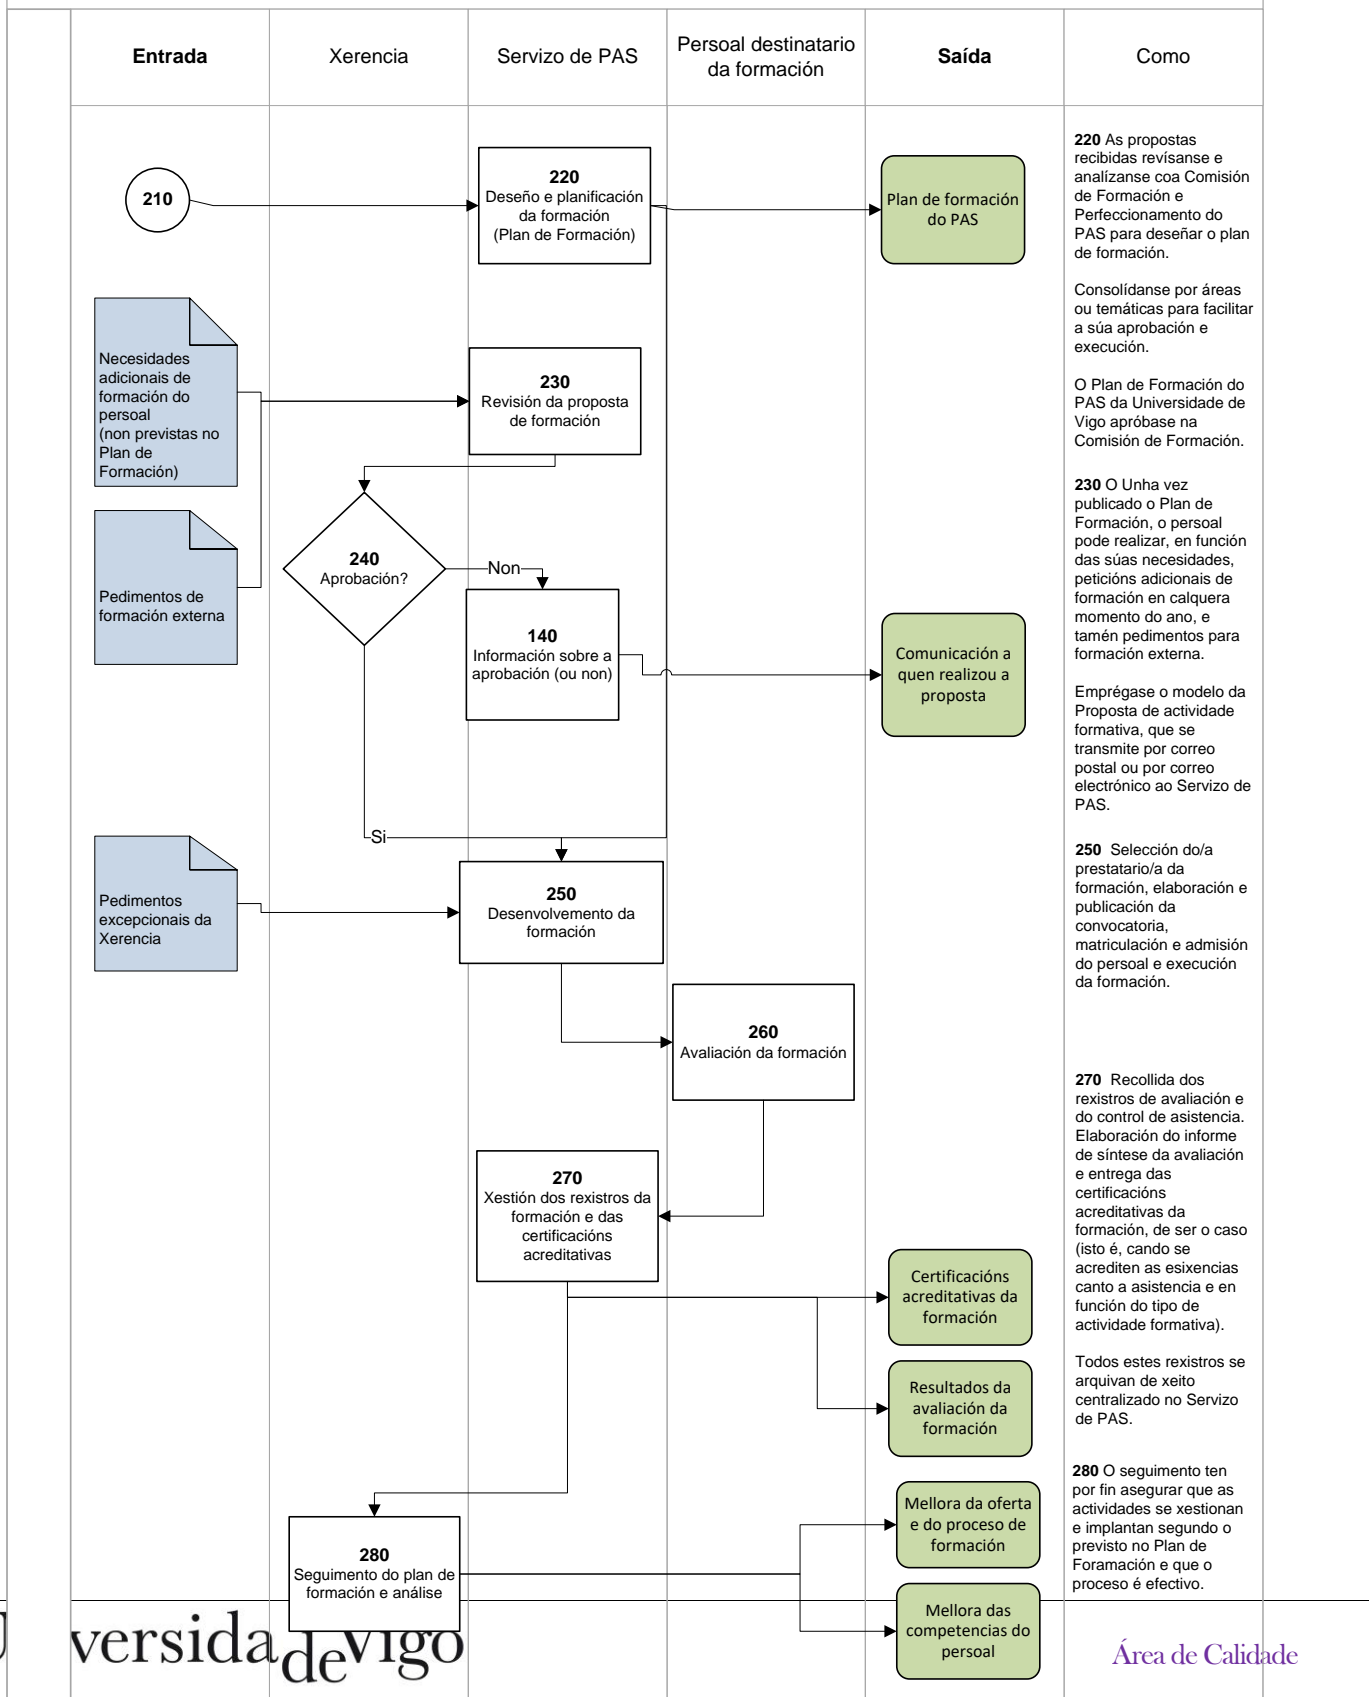 Entrada
Xerencia
Servizo de PAS
Persoal destinatario
da formación
Saída
Como
210
220
Deseño e planificación
da formación
(Plan de Formación)
Plan de formación
do PAS
220 As propostas
recibidas revísanse e
analízanse coa Comisión
de Formación e
Perfeccionamento do
PAS para deseñar o plan
de formación.
Consolídanse por áreas
ou temáticas para facilitar
a súa aprobación e
execución.
O Plan de Formación do
PAS da Universidade de
Vigo apróbase na
Comisión de Formación.
Necesidades
adicionais de
formación do
persoal
(non previstas no
Plan de
Formación)
230
Revisión da proposta
de formación
Pedimentos de
formación externa
240
Aprobación?
Non
140
Información sobre a
aprobación (ou non)
Comunicación a
quen realizou a
proposta
230 O Unha vez
publicado o Plan de
Formación, o persoal
pode realizar, en función
das súas necesidades,
peticións adicionais de
formación en calquera
momento do ano, e
tamén pedimentos para
formación externa.
Emprégase o modelo da
Proposta de actividade
formativa, que se
transmite por correo
postal ou por correo
electrónico ao Servizo de
PAS.
Si
Pedimentos
excepcionais da
Xerencia
250
Desenvolvemento da
formación
250 Selección do/a
prestatario/a da
formación, elaboración e
publicación da
convocatoria,
matriculación e admisión
do persoal e execución
da formación.
260
Avaliación da formación
270
Xestión dos rexistros da
formación e das
certificacións
acreditativas
Certificacións
acreditativas da
formación
Resultados da
avaliación da
formación
270 Recollida dos
rexistros de avaliación e
do control de asistencia.
Elaboración do informe
de síntese da avaliación
e entrega das
certificacións
acreditativas da
formación, de ser o caso
(isto é, cando se
acrediten as esixencias
canto a asistencia e en
función do tipo de
actividade formativa).
Todos estes rexistros se
arquivan de xeito
centralizado no Servizo
de PAS.
280
Seguimento do plan de
formación e análise
Mellora da oferta
e do proceso de
formación
Mellora das
competencias do
persoal
280 O seguimento ten
por fin asegurar que as
actividades se xestionan
e implantan segundo o
previsto no Plan de
Foramación e que o
proceso é efectivo.
versidadeVigo
Área de Calidade